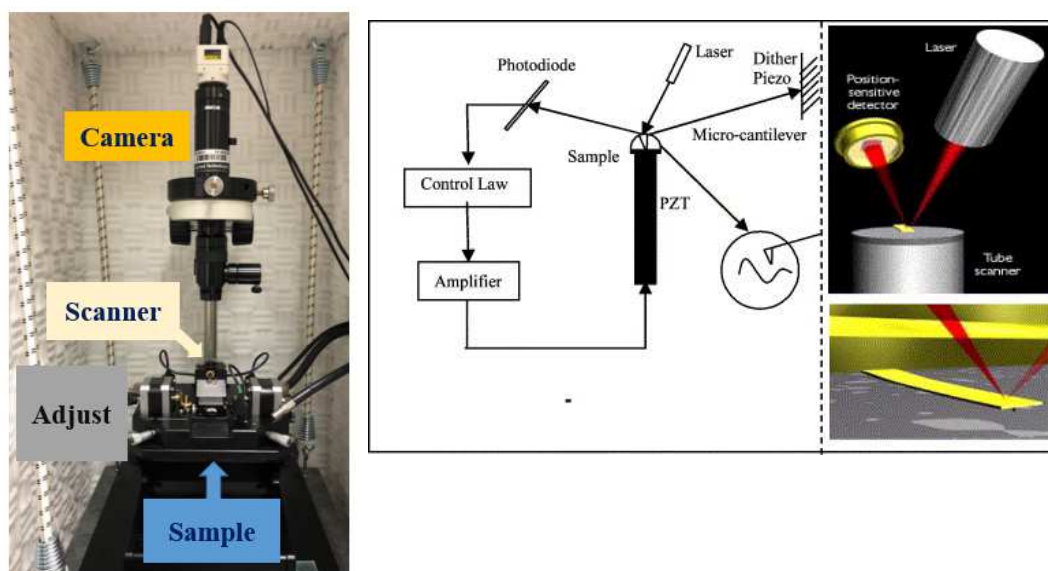 Camera
Scanner
Adjust
Sample
Laser
Photodiode
Dither
Piezo
Micro-cantilever
Sample
Control Law
PZT
Amplifier
Laser
Position-
sensitive
detector
Tube
scanner